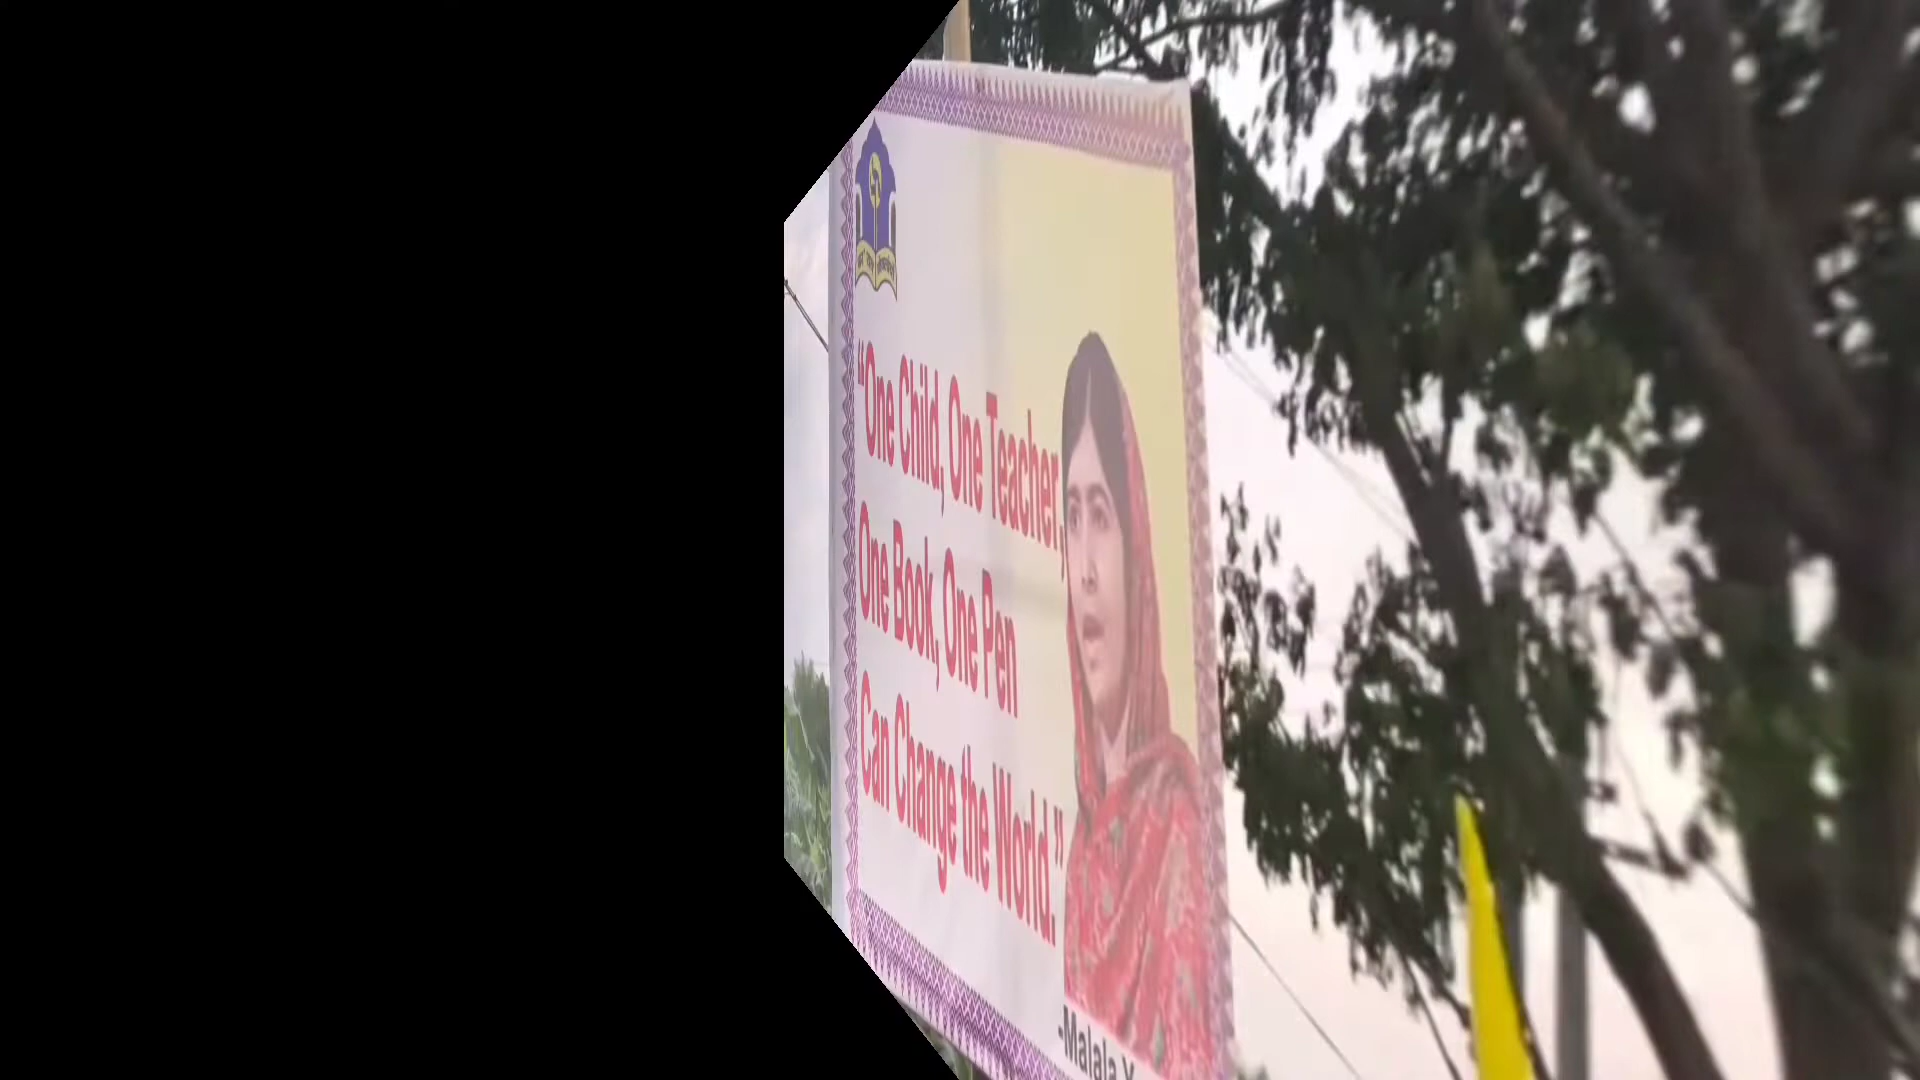 “One Child, One Teacher,
One Book, One Pen
Can Change the World.”
-Malala Y